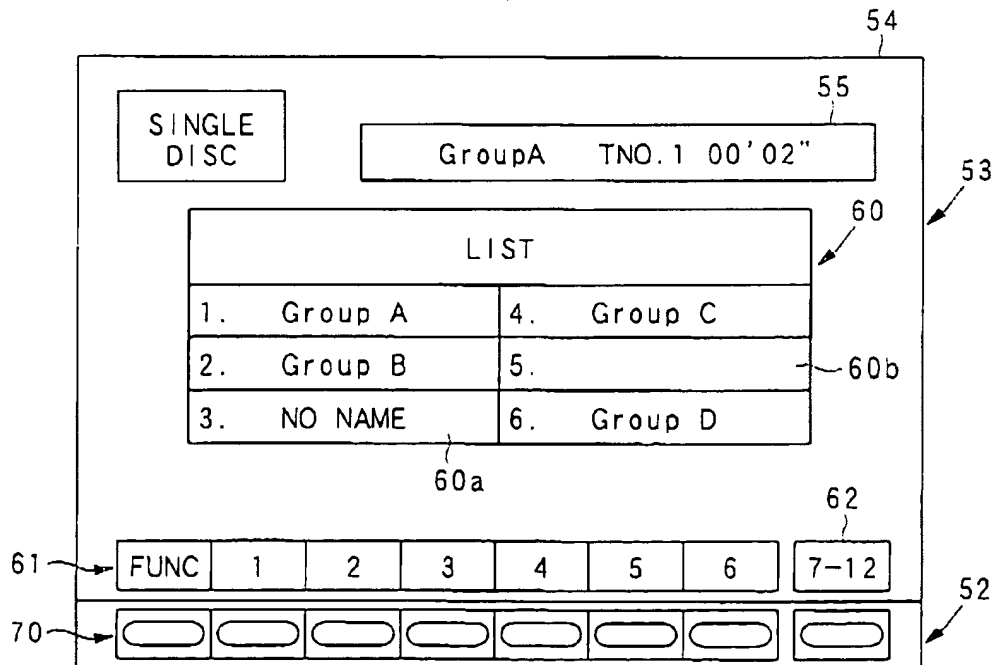 54
SINGLE
DISC
55
GroupA TNO.1 00'02"
53
60
LIST
1. Group A 4. Group C
2. Group B 5.
60b
3. NO NAME 6. Group D
60a
62
61 FUNC 1 2 3 4 5 6 7-12
52
70